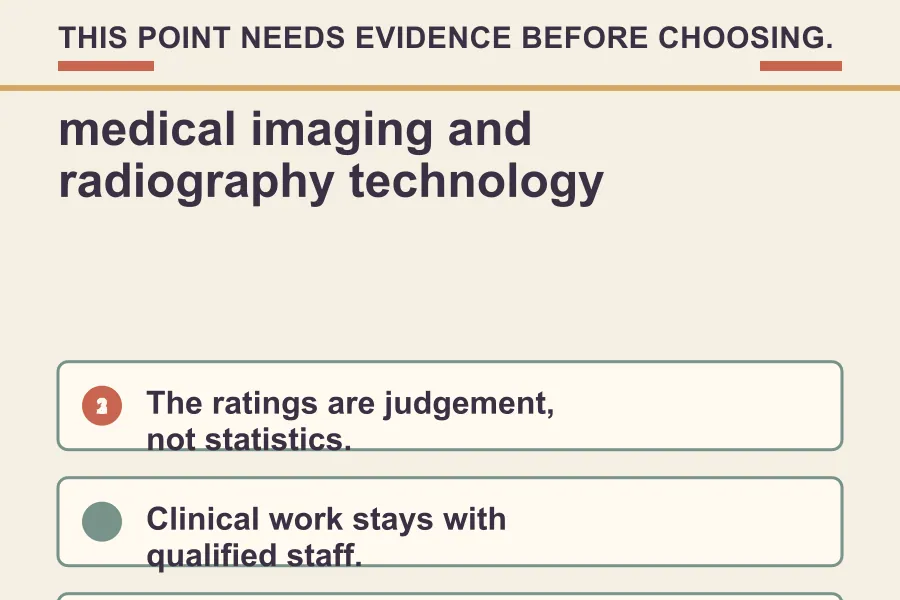 THIS POINT NEEDS EVIDENCE BEFORE CHOOSING.
medical imaging and
radiography technology
The ratings are judgement,
not statistics.
Clinical work stays with
qualified staff.